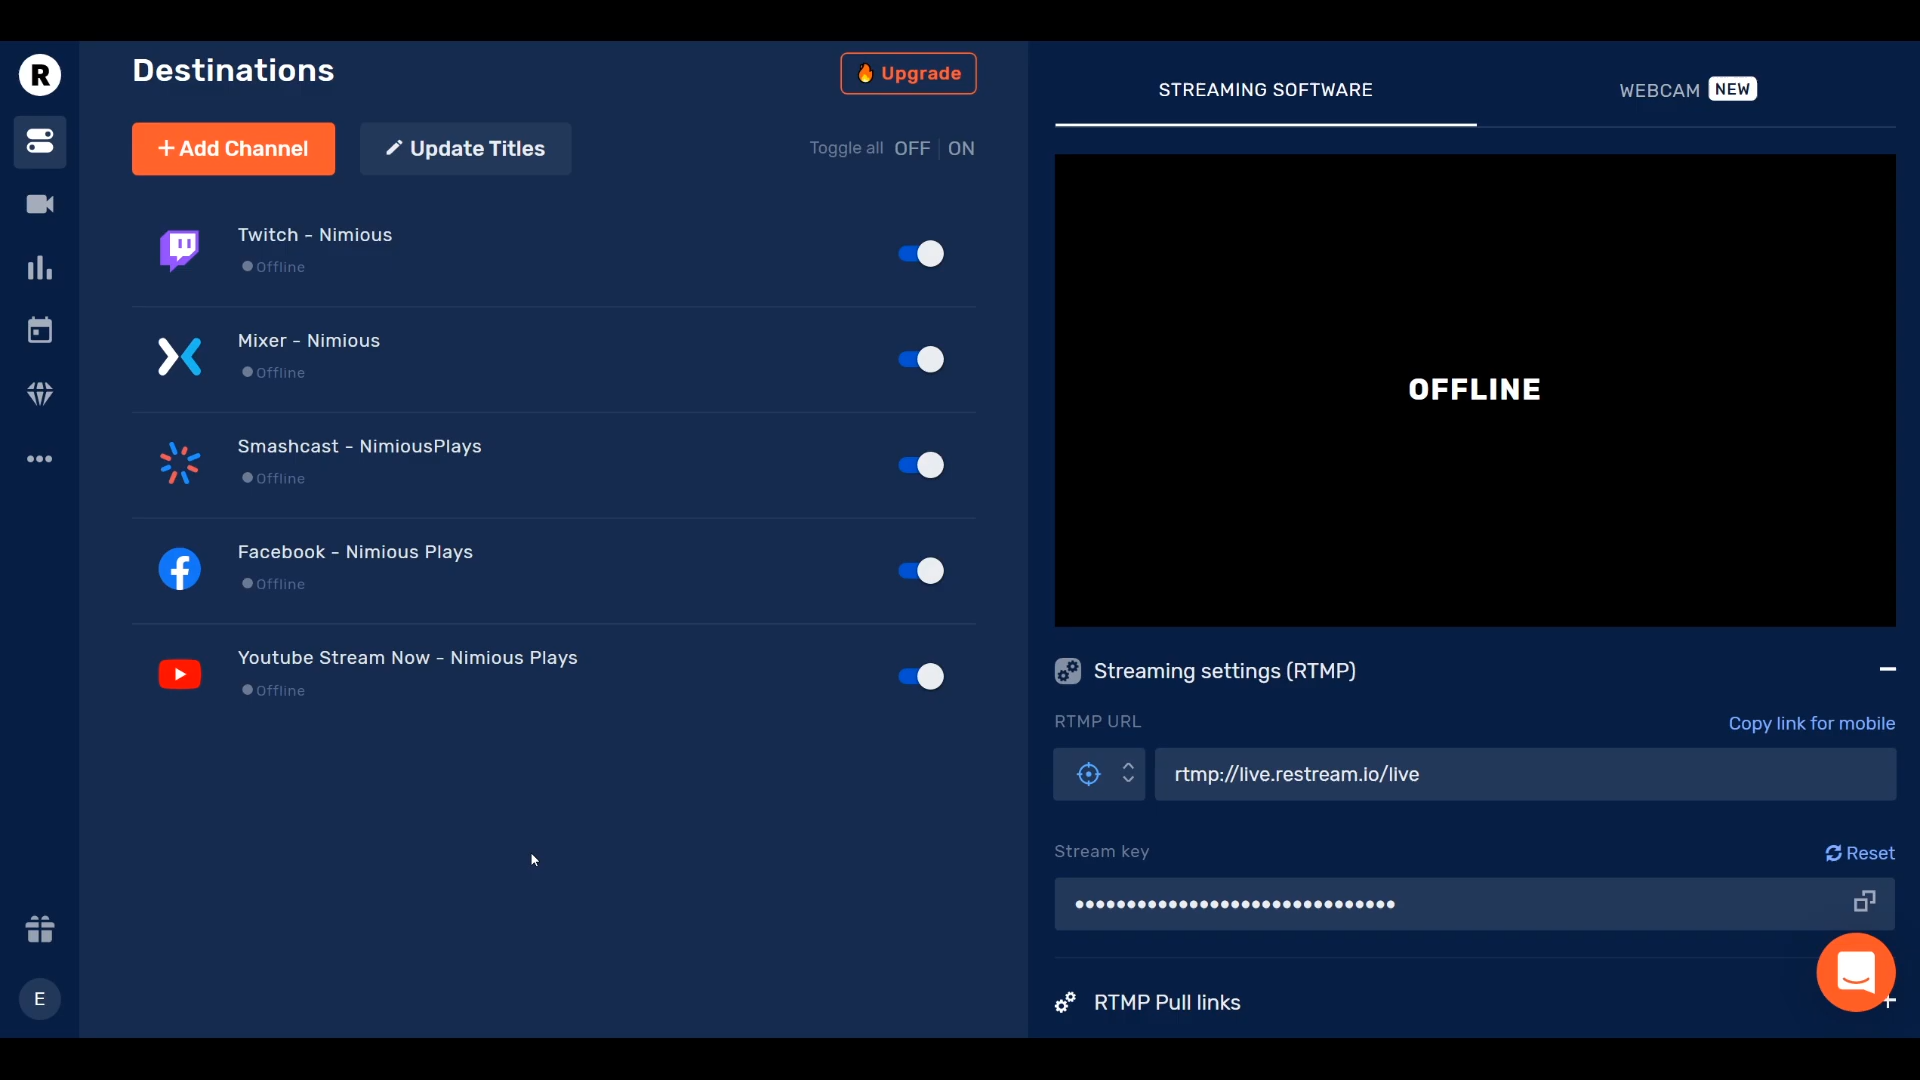 R
Destinations
Upgrade
+ Add Channel
Update Titles
Toggle all OFF | ON
Twitch - Nimious
Offline
Mixer - Nimious
Offline
Smashcast - NimiousPlays
Offline
Facebook - Nimious Plays
Offline
Youtube Stream Now - Nimious Plays
Offline
E
STREAMING SOFTWARE
WEBCAM NEW
OFFLINE
Streaming settings (RTMP)
RTMP URL
Copy link for mobile
rtmp://live.restream.io/live
Stream key
Reset
•••••••••••••••••••••••••••••••
RTMP Pull links